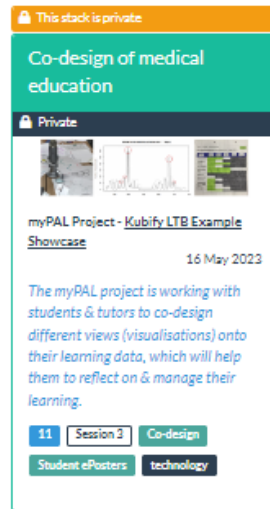 This stack is private
Co-design of medical
education
Private
myPAL Project - Kubify LTB Example
Showcase
16 May 2023
The myPAL project is working with
students & tutors to co-design
different views (visualisations) onto
their learning data, which will help
them to reflect on & manage their
learning.
11 Session 3 Co-design
Student ePosters technology